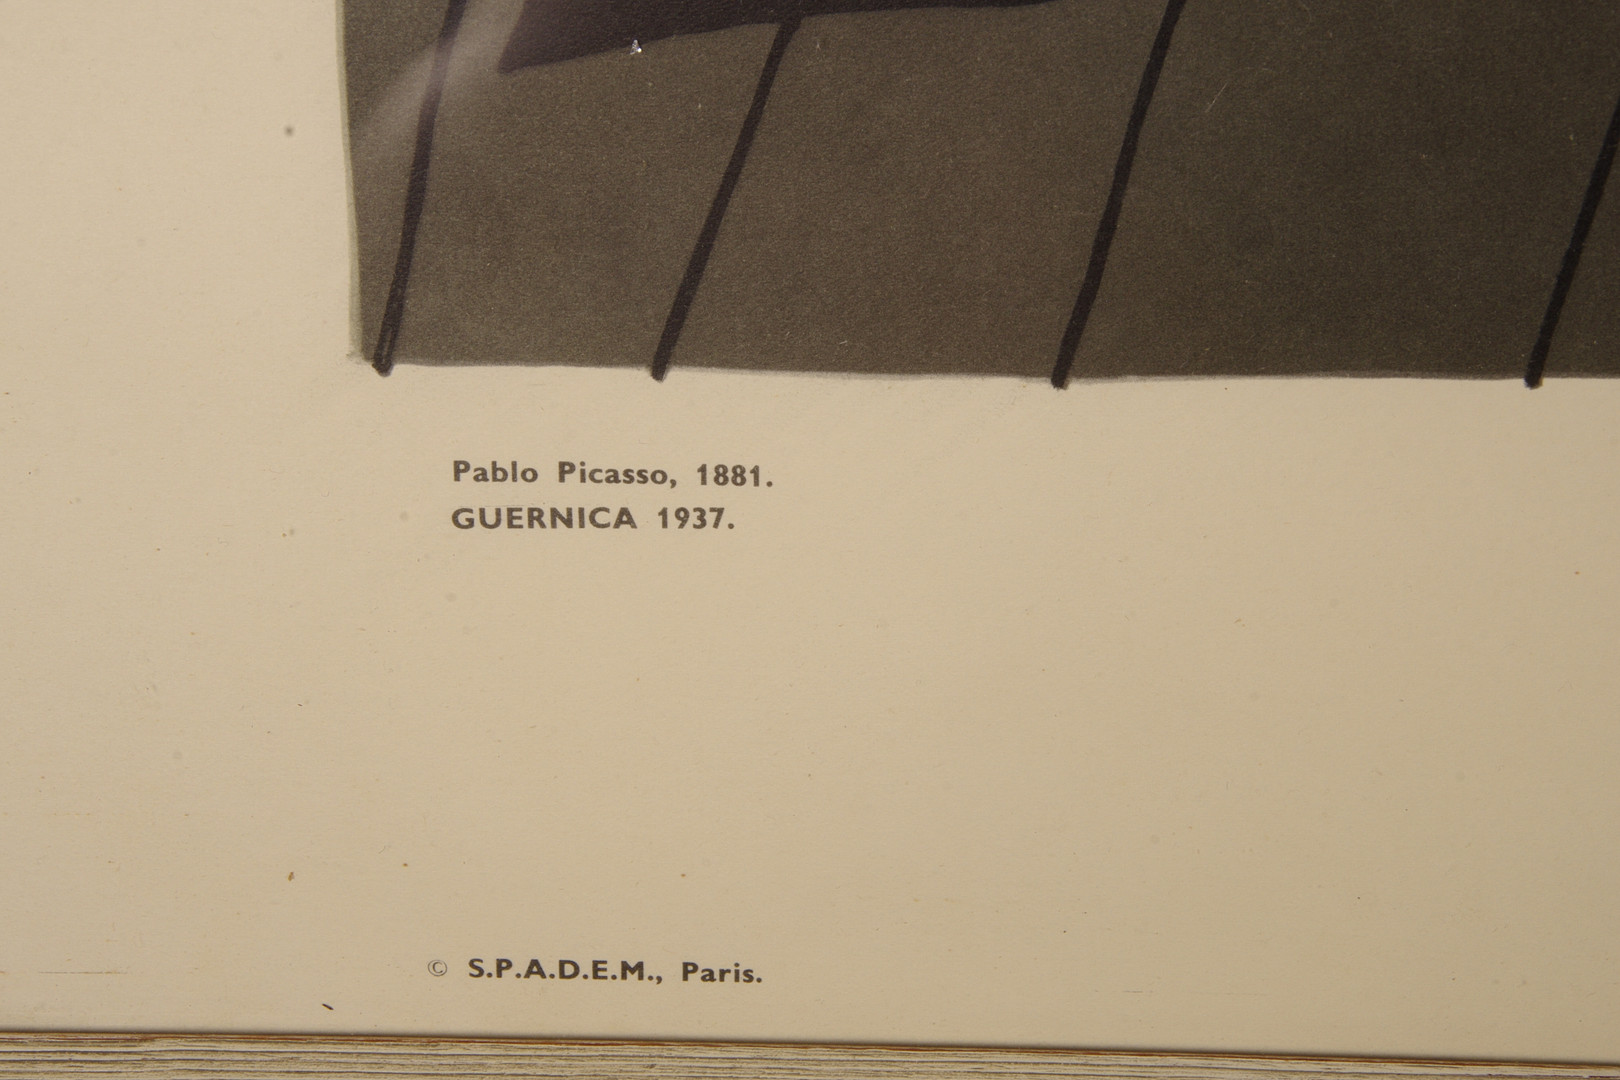 Pablo Picasso, 1881.
GUERNICA 1937.
© S.P.A.D.E.M., Paris.